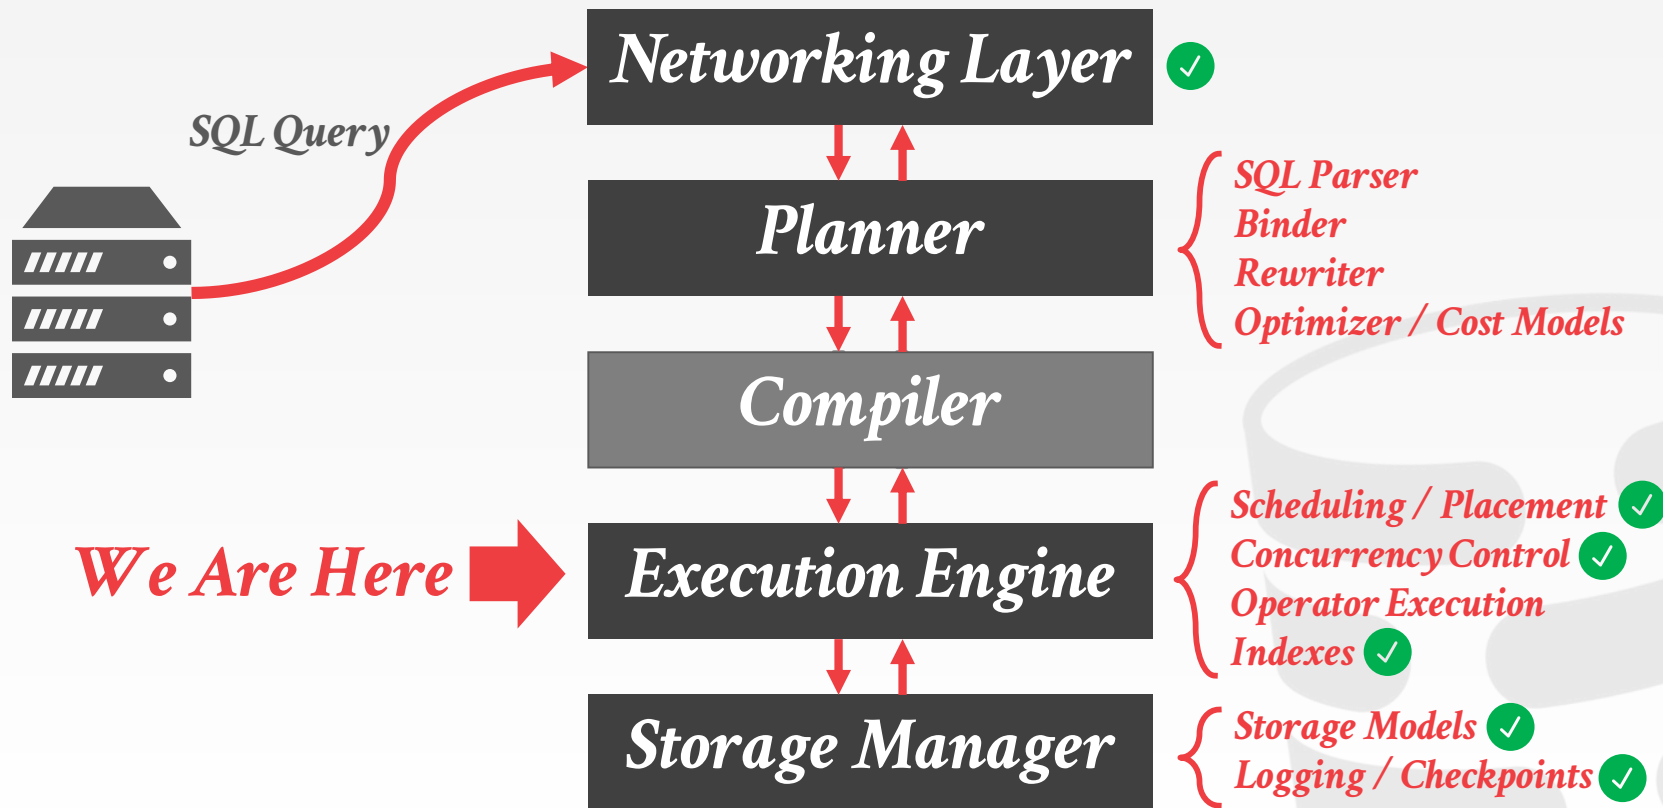 Networking Layer
SQL Query
SQL Parser
Planner
Binder
Rewriter
Optimizer / Cost Models
Compiler
Scheduling / Placement
We Are Here
Execution Engine
Concurrency Control
Operator Execution
Indexes
Storage Manager
Storage Models
Logging / Checkpoints